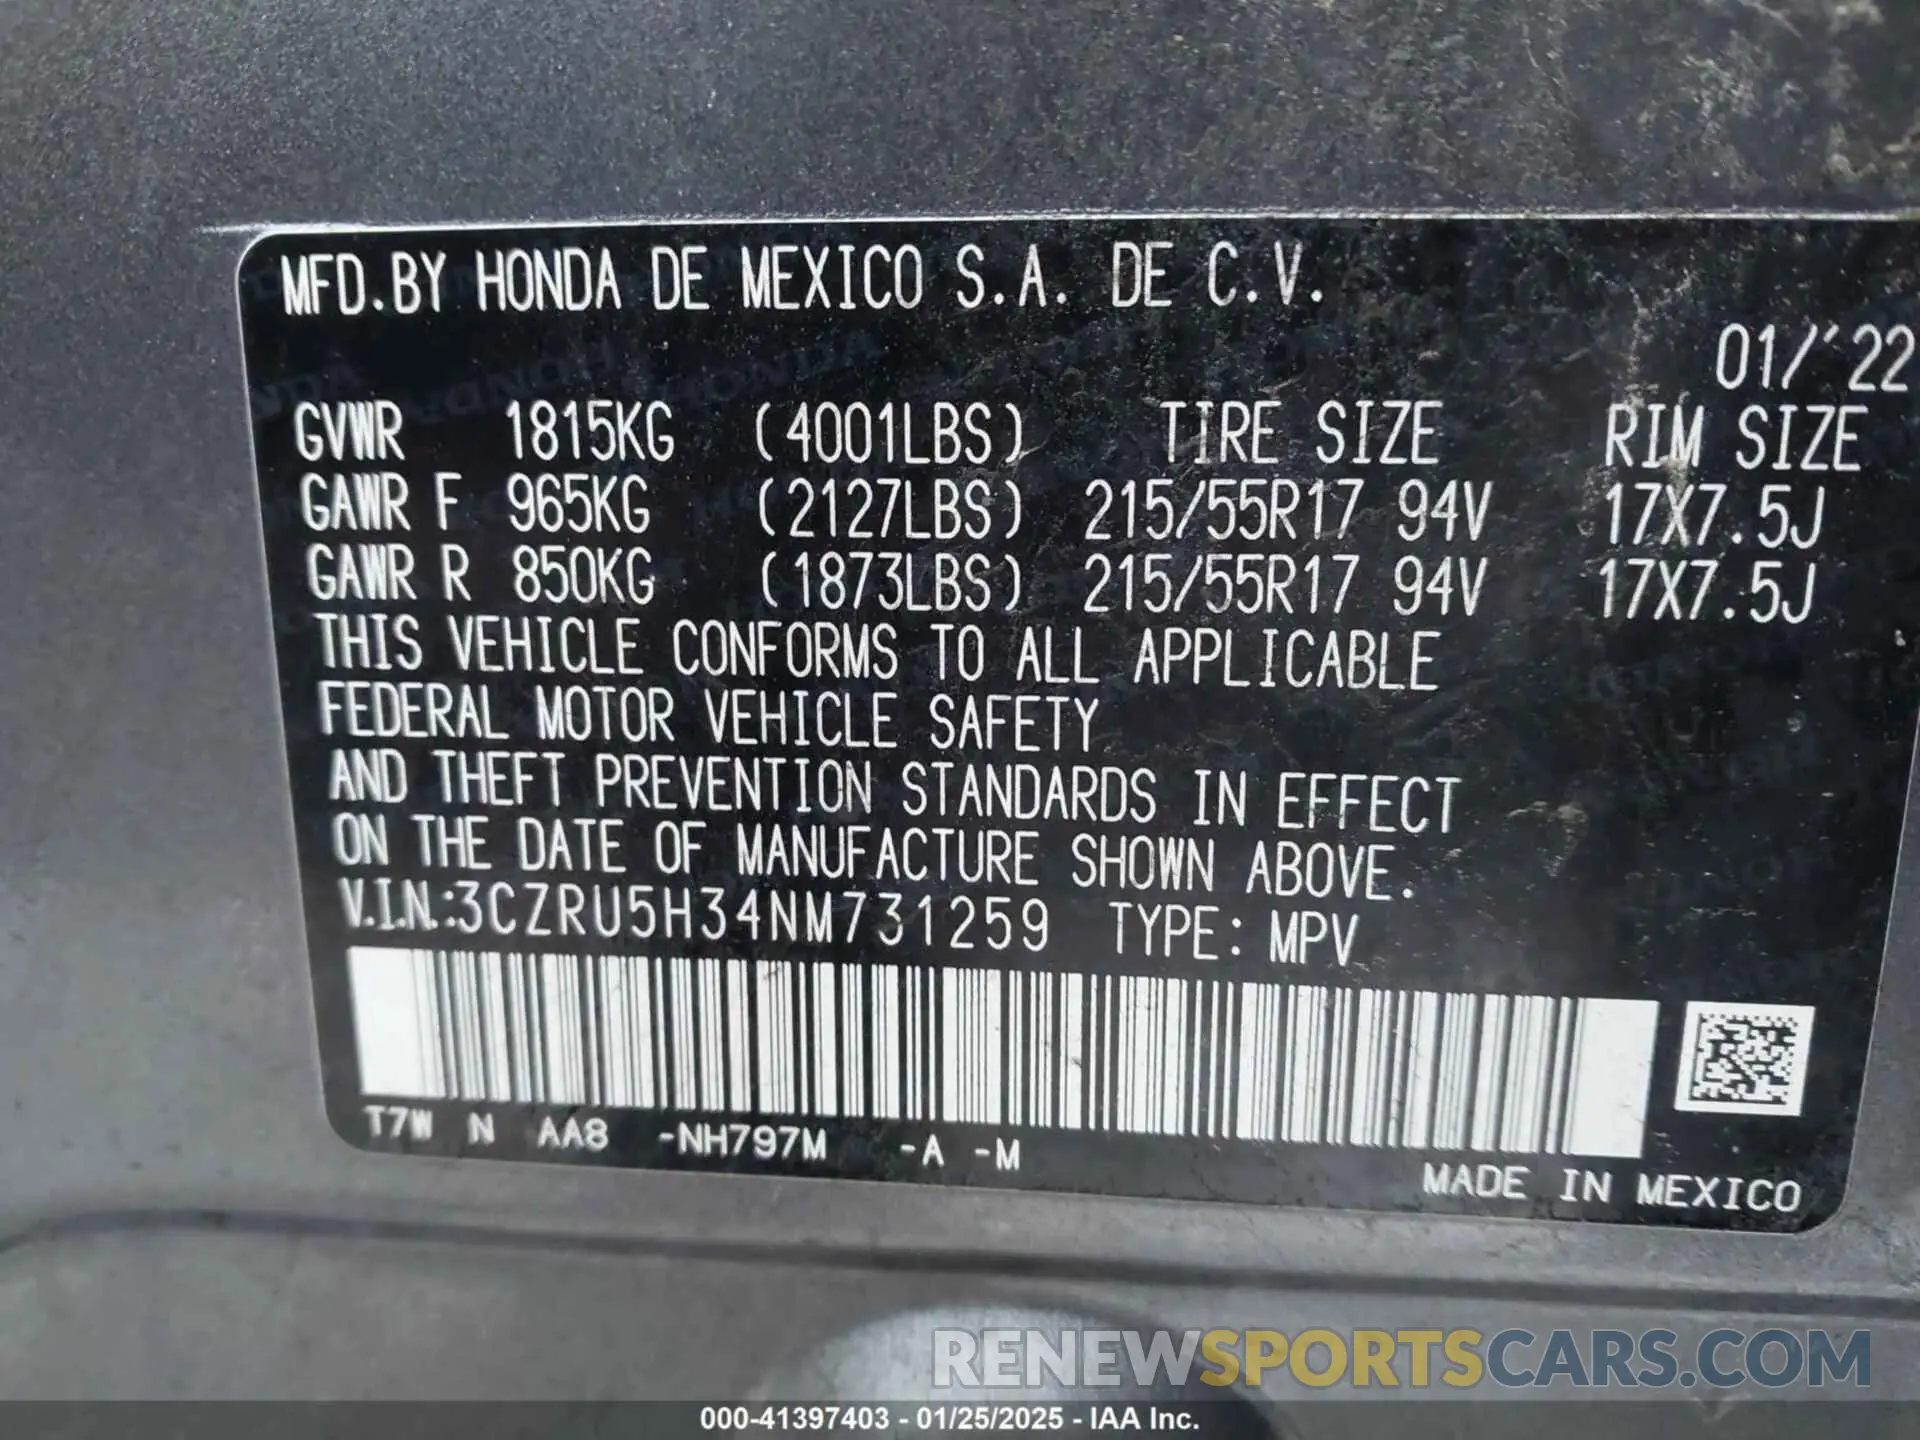 MFD.BY HONDA DE MEXICO S.A. DE C.V.
01/'22
GVWR 1815KG (4001LBS) TIRE SIZE RIM SIZE
GAWR F 965KG (2127LBS) 215/55R17 94V 17X7.5J
GAWR R 850KG (1873LBS) 215/55R17 94V 17X7.5J
THIS VEHICLE CONFORMS TO ALL APPLICABLE
FEDERAL MOTOR VEHICLE SAFETY
AND THEFT PREVENTION STANDARDS IN EFFECT
ON THE DATE OF MANUFACTURE SHOWN ABOVE.
V.I.N.:3CZRU5H34NM731259 TYPE: MPV
T7W N AA8 -NH797M -A -M
MADE IN MEXICO
RENEWSPORTSCARS.COM
000-41397403 - 01/25/2025 - IAA Inc.